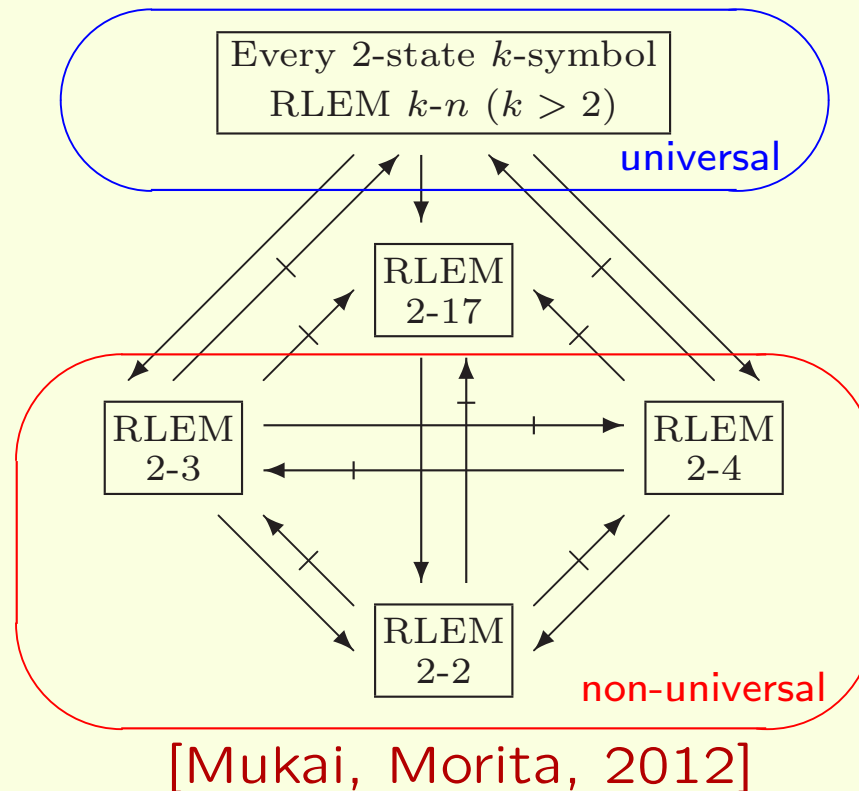 Every 2-state k-symbol
RLEM k-n (k > 2)
universal
RLEM
2-17
RLEM
2-3
RLEM
2-4
RLEM
2-2
non-universal
[Mukai, Morita, 2012]